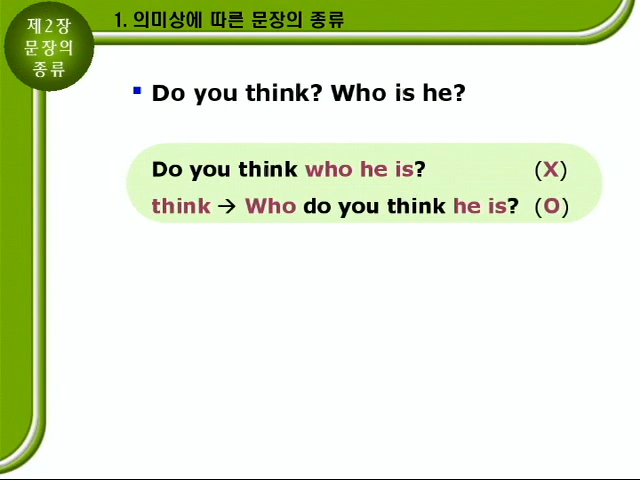 제2장
문장의
종류
1. 의미상에 따른 문장의 종류
Do you think? Who is he?
Do you think who he is? (X)
think → Who do you think he is? (O)